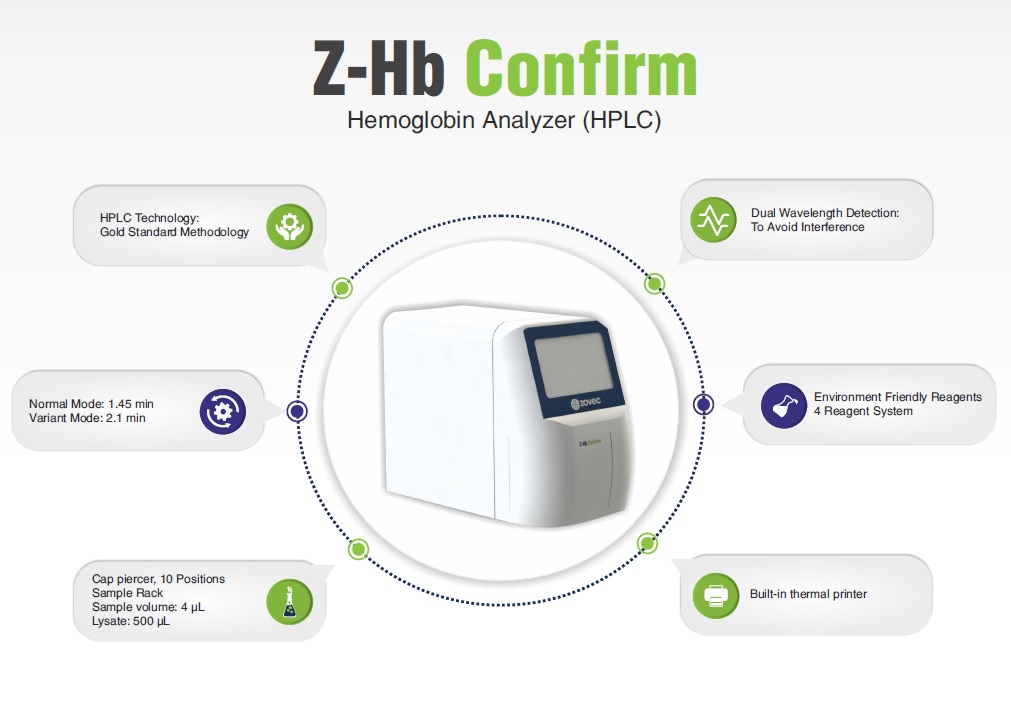 Z-Hb Confirm
Hemoglobin Analyzer (HPLC)
HPLC Technology:
Gold Standard Methodology
Dual Wavelength Detection:
To Avoid Interference
Normal Mode: 1.45 min
Variant Mode: 2.1 min
Environment Friendly Reagents
4 Reagent System
zovec
Z-Hb Confirm
Cap piercer, 10 Positions
Sample Rack
Sample volume: 4 µL
Lysate: 500 µL
Built-in thermal printer